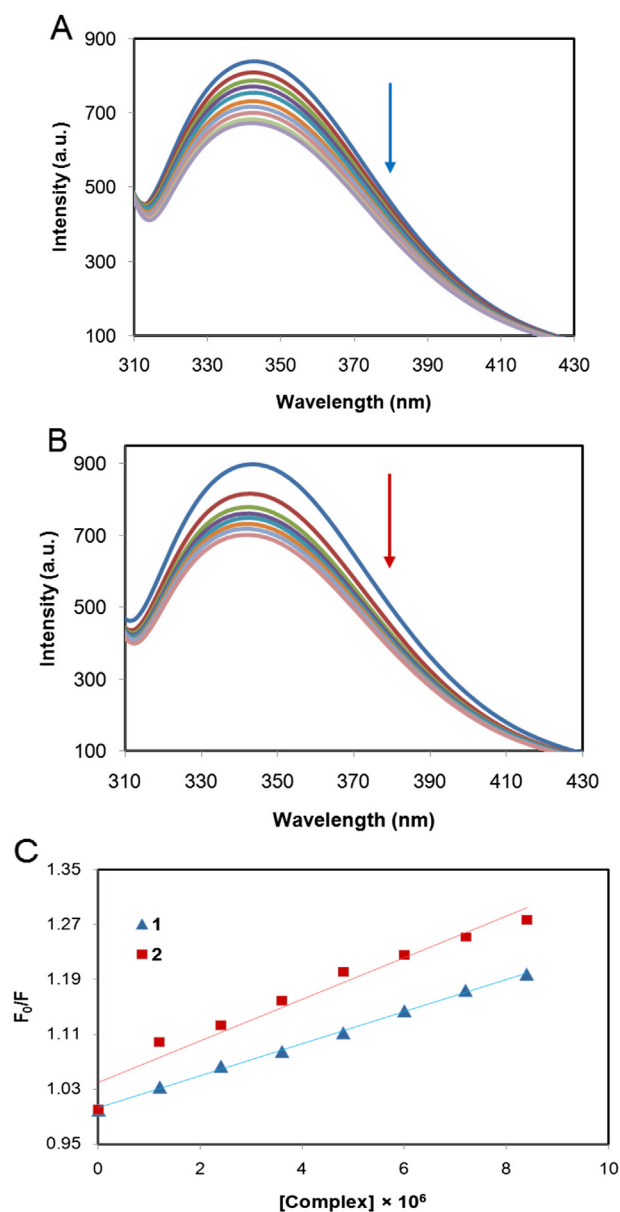 A
900
700
500
300
100
Intensity (a.u.)
310 330 350 370 390 410 430
Wavelength (nm)
B
900
700
500
300
100
Intensity (a.u.)
310 330 350 370 390 410 430
Wavelength (nm)
C
1.35
1.27
1.19
1.11
1.03
0.95
F₀/F
1
2
0 2 4 6 8 10
[Complex] × 10⁶